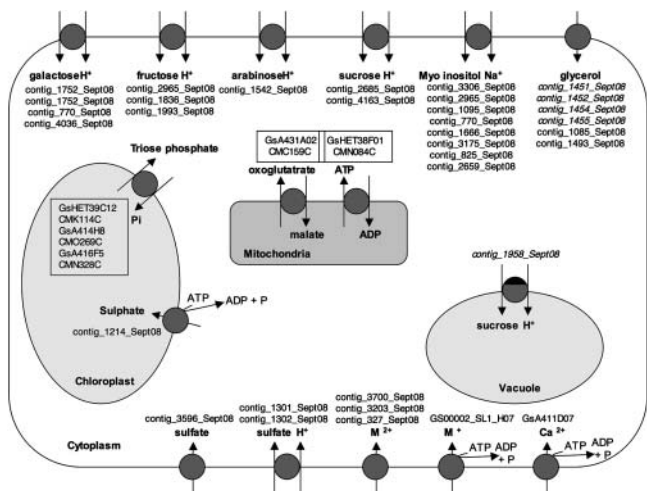 galactoseH+
contig_1752_Sept08
contig_1752_Sept08
contig_770_Sept08
contig_4036_Sept08
fructose H+
contig_2965_Sept08
contig_1836_Sept08
contig_1993_Sept08
arabinoseH+
contig_1542_Sept08
sucrose H+
contig_2685_Sept08
contig_4163_Sept08
Myo inositol Na+
contig_3306_Sept08
contig_2965_Sept08
contig_1095_Sept08
contig_770_Sept08
contig_1666_Sept08
contig_3175_Sept08
contig_825_Sept08
contig_2659_Sept08
glycerol
contig_1451_Sept08
contig_1452_Sept08
contig_1454_Sept08
contig_1455_Sept08
contig_1085_Sept08
contig_1493_Sept08
Triose phosphate
Pi
GsHET39C12
CMK114C
GsA414H8
CMO269C
GsA416F5
CMN328C
Sulphate
contig_1214_Sept08
ATP
ADP + P
Chloroplast
GsA431A02
CMC159C
GsHET38F01
CMN084C
oxoglutatrate
ATP
malate
ADP
Mitochondria
contig_1958_Sept08
sucrose H+
Vacuole
contig_3596_Sept08
sulfate
contig_1301_Sept08
contig_1302_Sept08
sulfate H+
contig_3700_Sept08
contig_3203_Sept08
contig_327_Sept08
M 2+
GS00002_SL1_H07
M +
ATP
ADP
+ P
GsA411D07
Ca 2+
ATP
ADP
+ P
Cytoplasm